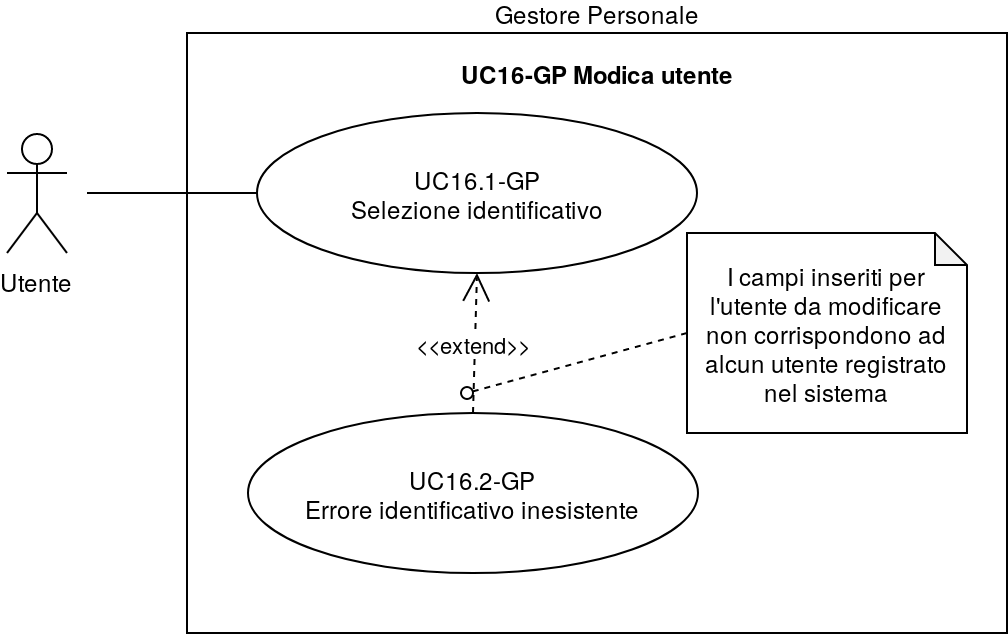 Gestore Personale
UC16-GP Modica utente
UC16.1-GP
Selezione identificativo
Utente
I campi inseriti per
l'utente da modificare
non corrispondono ad
alcun utente registrato
nel sistema
<<extend>>
UC16.2-GP
Errore identificativo inesistente